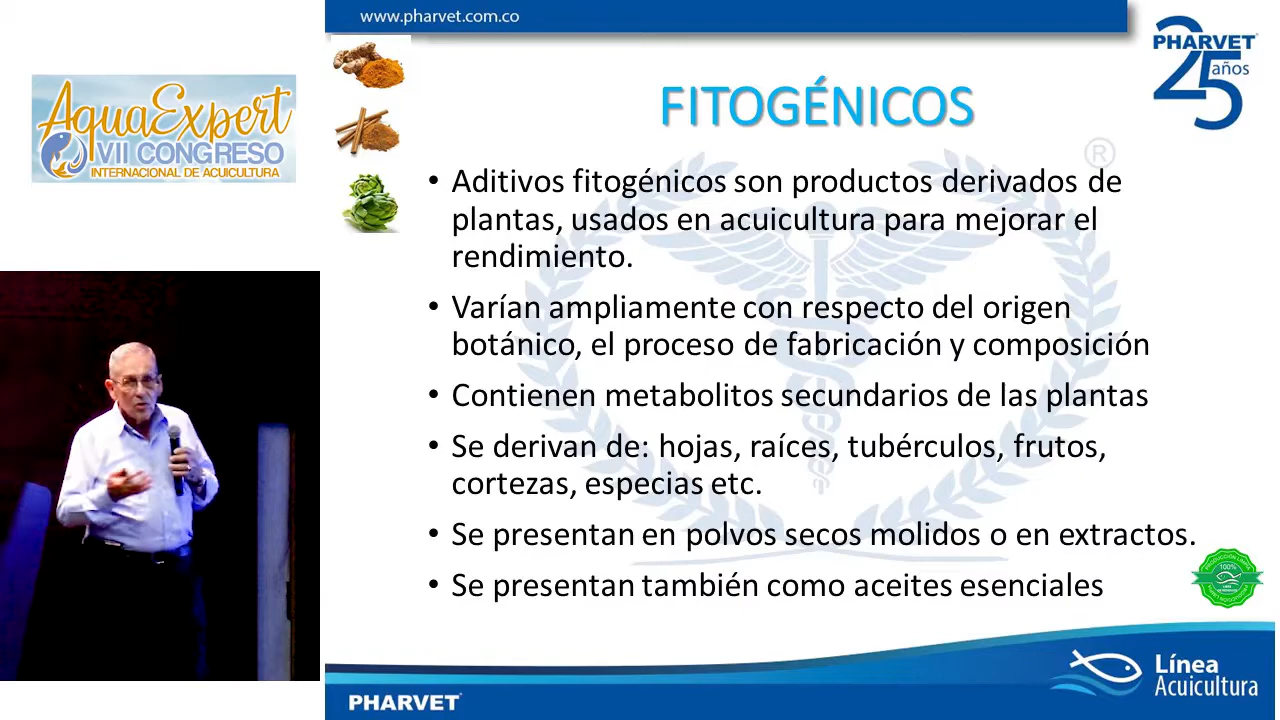 www.pharvet.com.co
PHARVET
25
años
AquaExpert
VII CONGRESO
INTERNACIONAL DE ACUICULTURA
FITOGÉNICOS
®
• Aditivos fitogénicos son productos derivados de
plantas, usados en acuicultura para mejorar el
rendimiento.
• Varían ampliamente con respecto del origen
botánico, el proceso de fabricación y composición
• Contienen metabolitos secundarios de las plantas
• Se derivan de: hojas, raíces, tubérculos, frutos,
cortezas, especias etc.
• Se presentan en polvos secos molidos o en extractos.
• Se presentan también como aceites esenciales
100%
Línea
Acuicultura
PHARVET